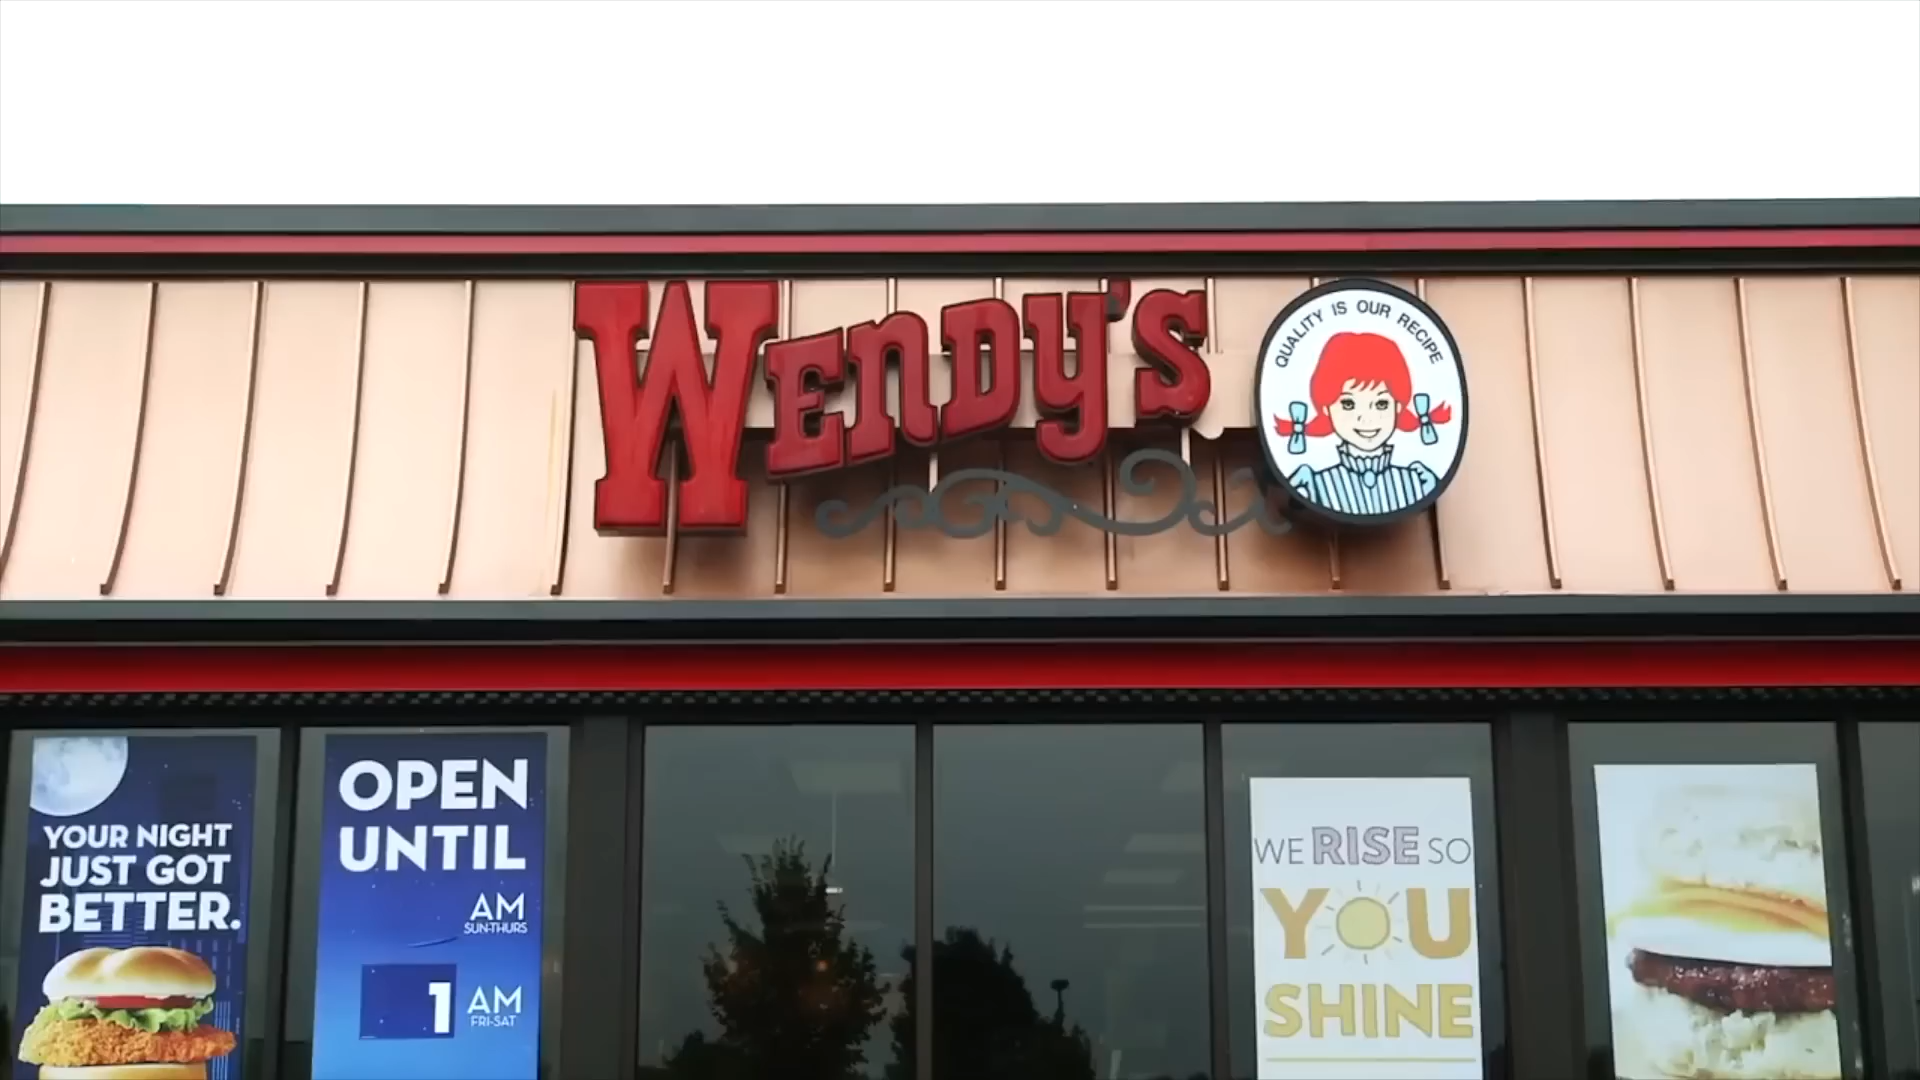 WENDY'S
QUALITY IS OUR RECIPE
YOUR NIGHT
JUST GOT
BETTER.
OPEN
UNTIL
AM
SUN-THURS
1 AM
FRI-SAT
WE RISE SO
YOU
SHINE